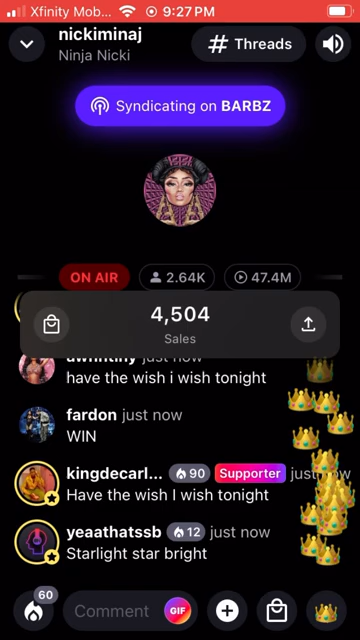 Xfinity Mob... 9:27 PM
nickiminaj
Ninja Nicki
# Threads
Syndicating on BARBZ
ON AIR 2.64K 47.4M
4,504
Sales
just now
have the wish i wish tonight
fardon just now
WIN
kingdecarl... 90 Supporter just now
Have the wish I wish tonight
yeaathatssb 12 just now
Starlight star bright
60
Comment GIF